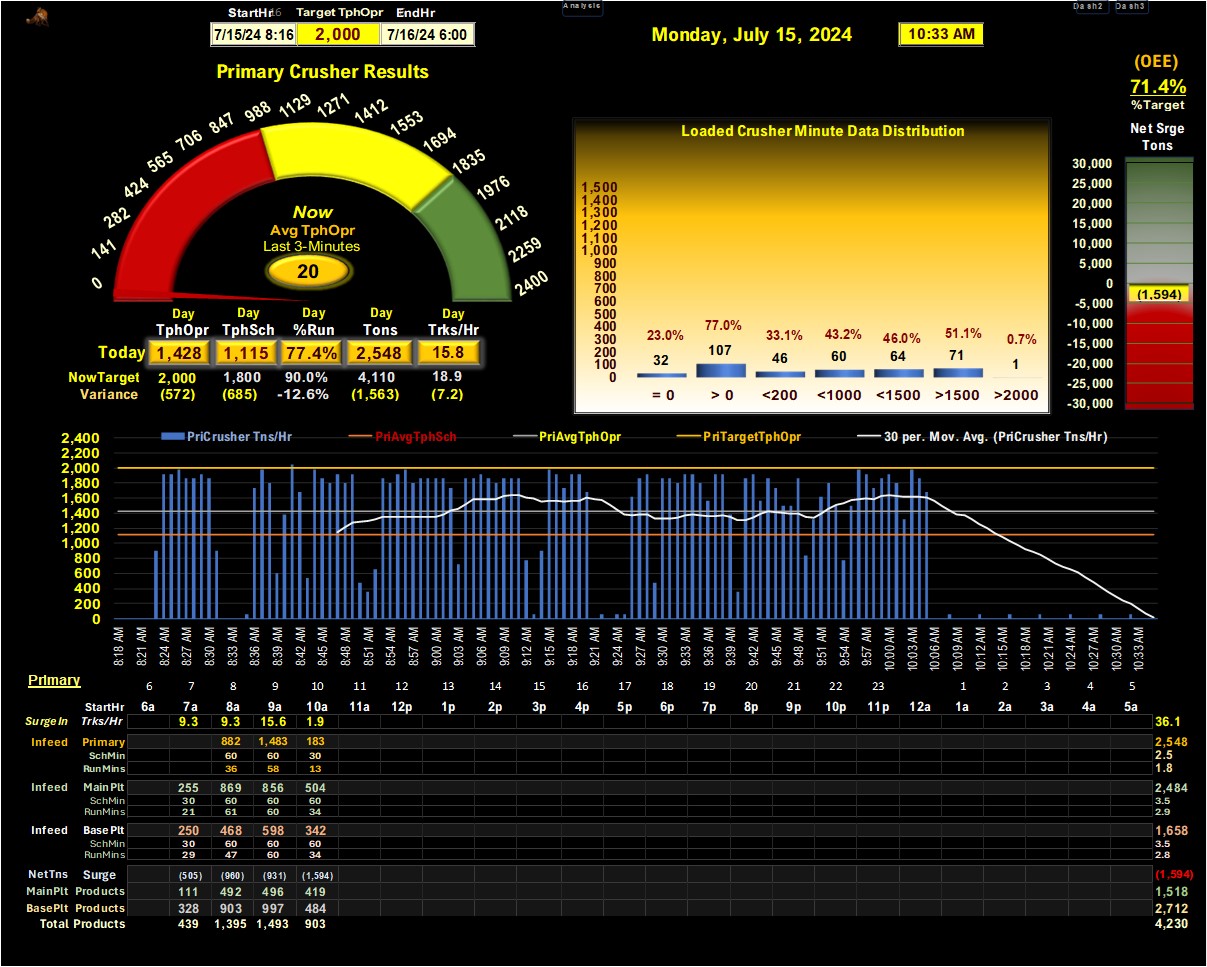 Analysis
Dash2 Dash3
StartHr 16 Target TphOpr EndHr
7/15/24 8:16 2,000 7/16/24 6:00
Monday, July 15, 2024 10:33 AM
(OEE)
71.4%
%Target
Primary Crusher Results
0 141 282 424 565 706 847 988 1129 1271 1412 1553 1694 1835 1976 2118 2259 2400
Now
Avg TphOpr
Last 3-Minutes
20
Day Day Day Day Day
TphOpr TphSch %Run Tons Trks/Hr
Today 1,428 1,115 77.4% 2,548 15.8
NowTarget 2,000 1,800 90.0% 4,110 18.9
Variance (572) (685) -12.6% (1,563) (7.2)
Loaded Crusher Minute Data Distribution
1,500
1,400
1,300
1,200
1,100
1,000
900
800
700
600
500
400
300
200
100
0
23.0% 77.0% 33.1% 43.2% 46.0% 51.1% 0.7%
32 107 46 60 64 71 1
= 0 > 0 <200 <1000 <1500 >1500 >2000
Net Srge
Tons
30,000
25,000
20,000
15,000
10,000
5,000
0
(1,594)
-5,000
-10,000
-15,000
-20,000
-25,000
-30,000
PriCrusher Tns/Hr PriAvgTphSch PriAvgTphOpr PriTargetTphOpr 30 per. Mov. Avg. (PriCrusher Tns/Hr)
2,400
2,200
2,000
1,800
1,600
1,400
1,200
1,000
800
600
400
200
0
8:18 AM 8:21 AM 8:24 AM 8:27 AM 8:30 AM 8:33 AM 8:36 AM 8:39 AM 8:42 AM 8:45 AM 8:48 AM 8:51 AM 8:54 AM 8:57 AM 9:00 AM 9:03 AM 9:06 AM 9:09 AM 9:12 AM 9:15 AM 9:18 AM 9:21 AM 9:24 AM 9:27 AM 9:30 AM 9:33 AM 9:36 AM 9:39 AM 9:42 AM 9:45 AM 9:48 AM 9:51 AM 9:54 AM 9:57 AM 10:00 AM 10:03 AM 10:06 AM 10:09 AM 10:12 AM 10:15 AM 10:18 AM 10:21 AM 10:24 AM 10:27 AM 10:30 AM 10:33 AM
Primary
6 7 8 9 10 11 12 13 14 15 16 17 18 19 20 21 22 23 1 2 3 4 5
StartHr 6a 7a 8a 9a 10a 11a 12p 1p 2p 3p 4p 5p 6p 7p 8p 9p 10p 11p 12a 1a 2a 3a 4a 5a
Surge In Trks/Hr 9.3 9.3 15.6 1.9 36.1
Infeed Primary 882 1,483 183 2,548
SchMin 60 60 30 2.5
RunMins 36 58 13 1.8
Infeed Main Plt 255 869 856 504 2,484
SchMin 30 60 60 60 3.5
RunMins 21 61 60 34 2.9
Infeed Base Plt 250 468 598 342 1,658
SchMin 30 60 60 60 3.5
RunMins 29 47 60 34 2.8
NetTns Surge (505) (960) (931) (1,594) (1,594)
MainPlt Products 111 492 496 419 1,518
BasePlt Products 328 903 997 484 2,712
Total Products 439 1,395 1,493 903 4,230